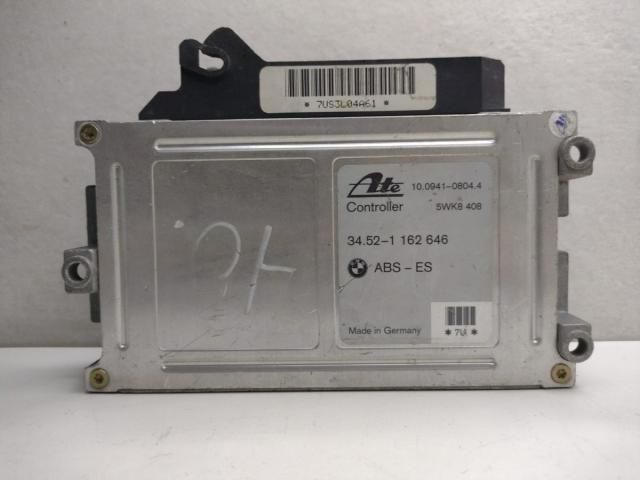 * 7US3L04A61 *
Ate
10.0941-0804.4
Controller
5WK8 408
34.52-1 162 646
ABS - ES
Made in Germany